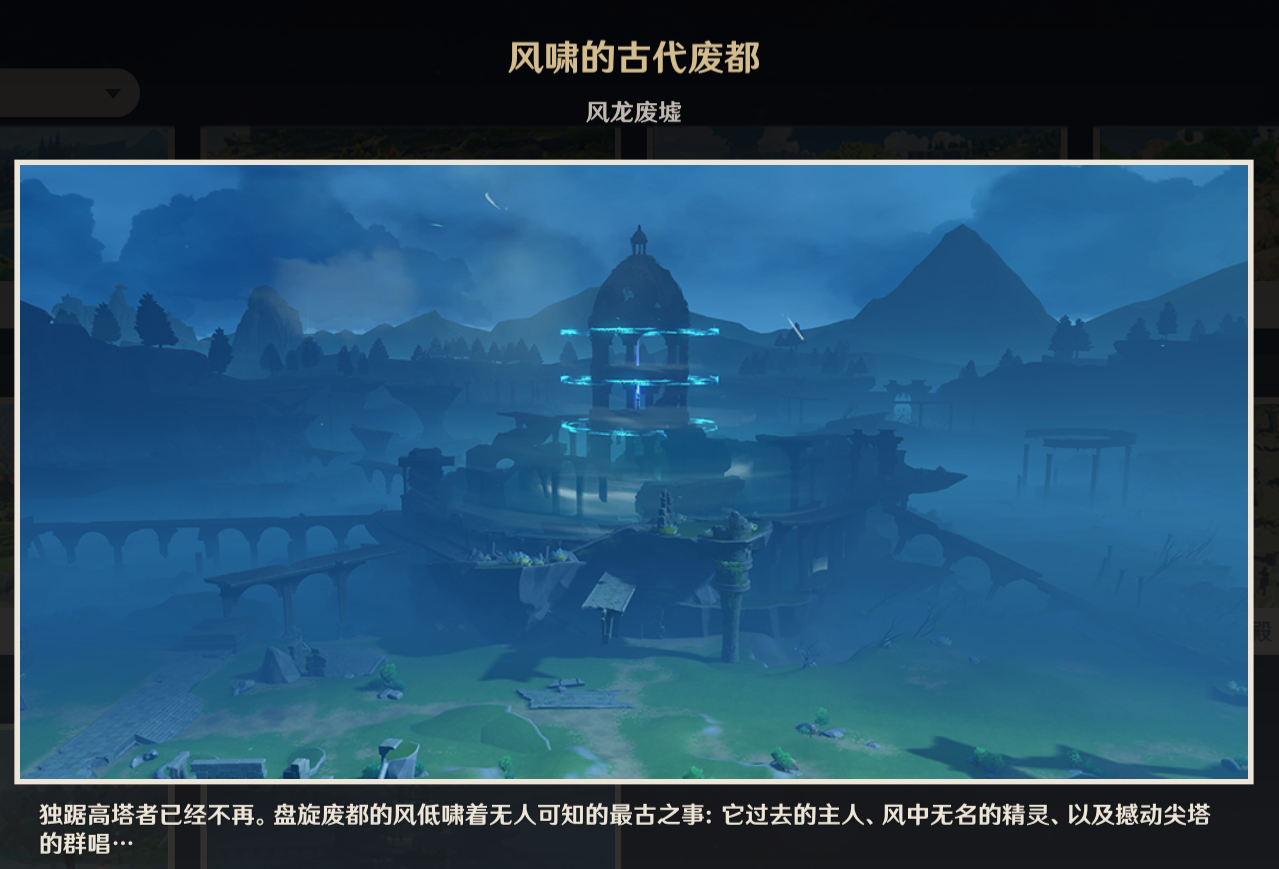 风啸的古代废都
风龙废墟
独踞高塔者已经不再。盘旋废都的风低啸着无人可知的最古之事：它过去的主人、风中无名的精灵、以及撼动尖塔
的群唱…
殿